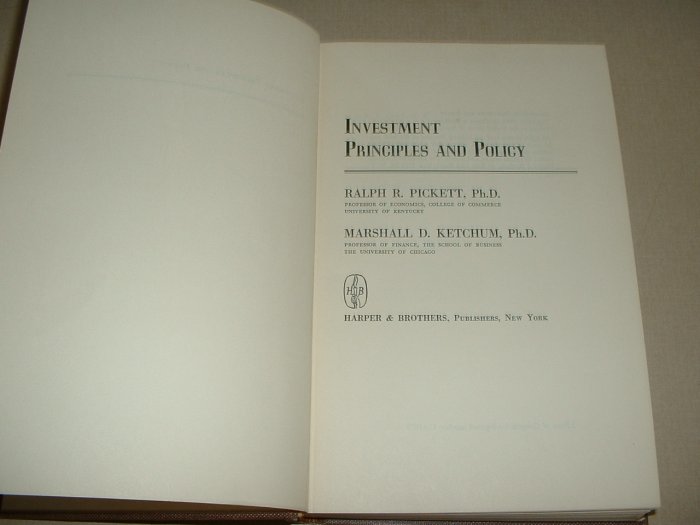 INVESTMENT
PRINCIPLES AND POLICY
RALPH R. PICKETT, Ph.D.
PROFESSOR OF ECONOMICS, COLLEGE OF COMMERCE
UNIVERSITY OF KENTUCKY
MARSHALL D. KETCHUM, Ph.D.
PROFESSOR OF FINANCE, THE SCHOOL OF BUSINESS
THE UNIVERSITY OF CHICAGO
H B
HARPER & BROTHERS, PUBLISHERS, NEW YORK